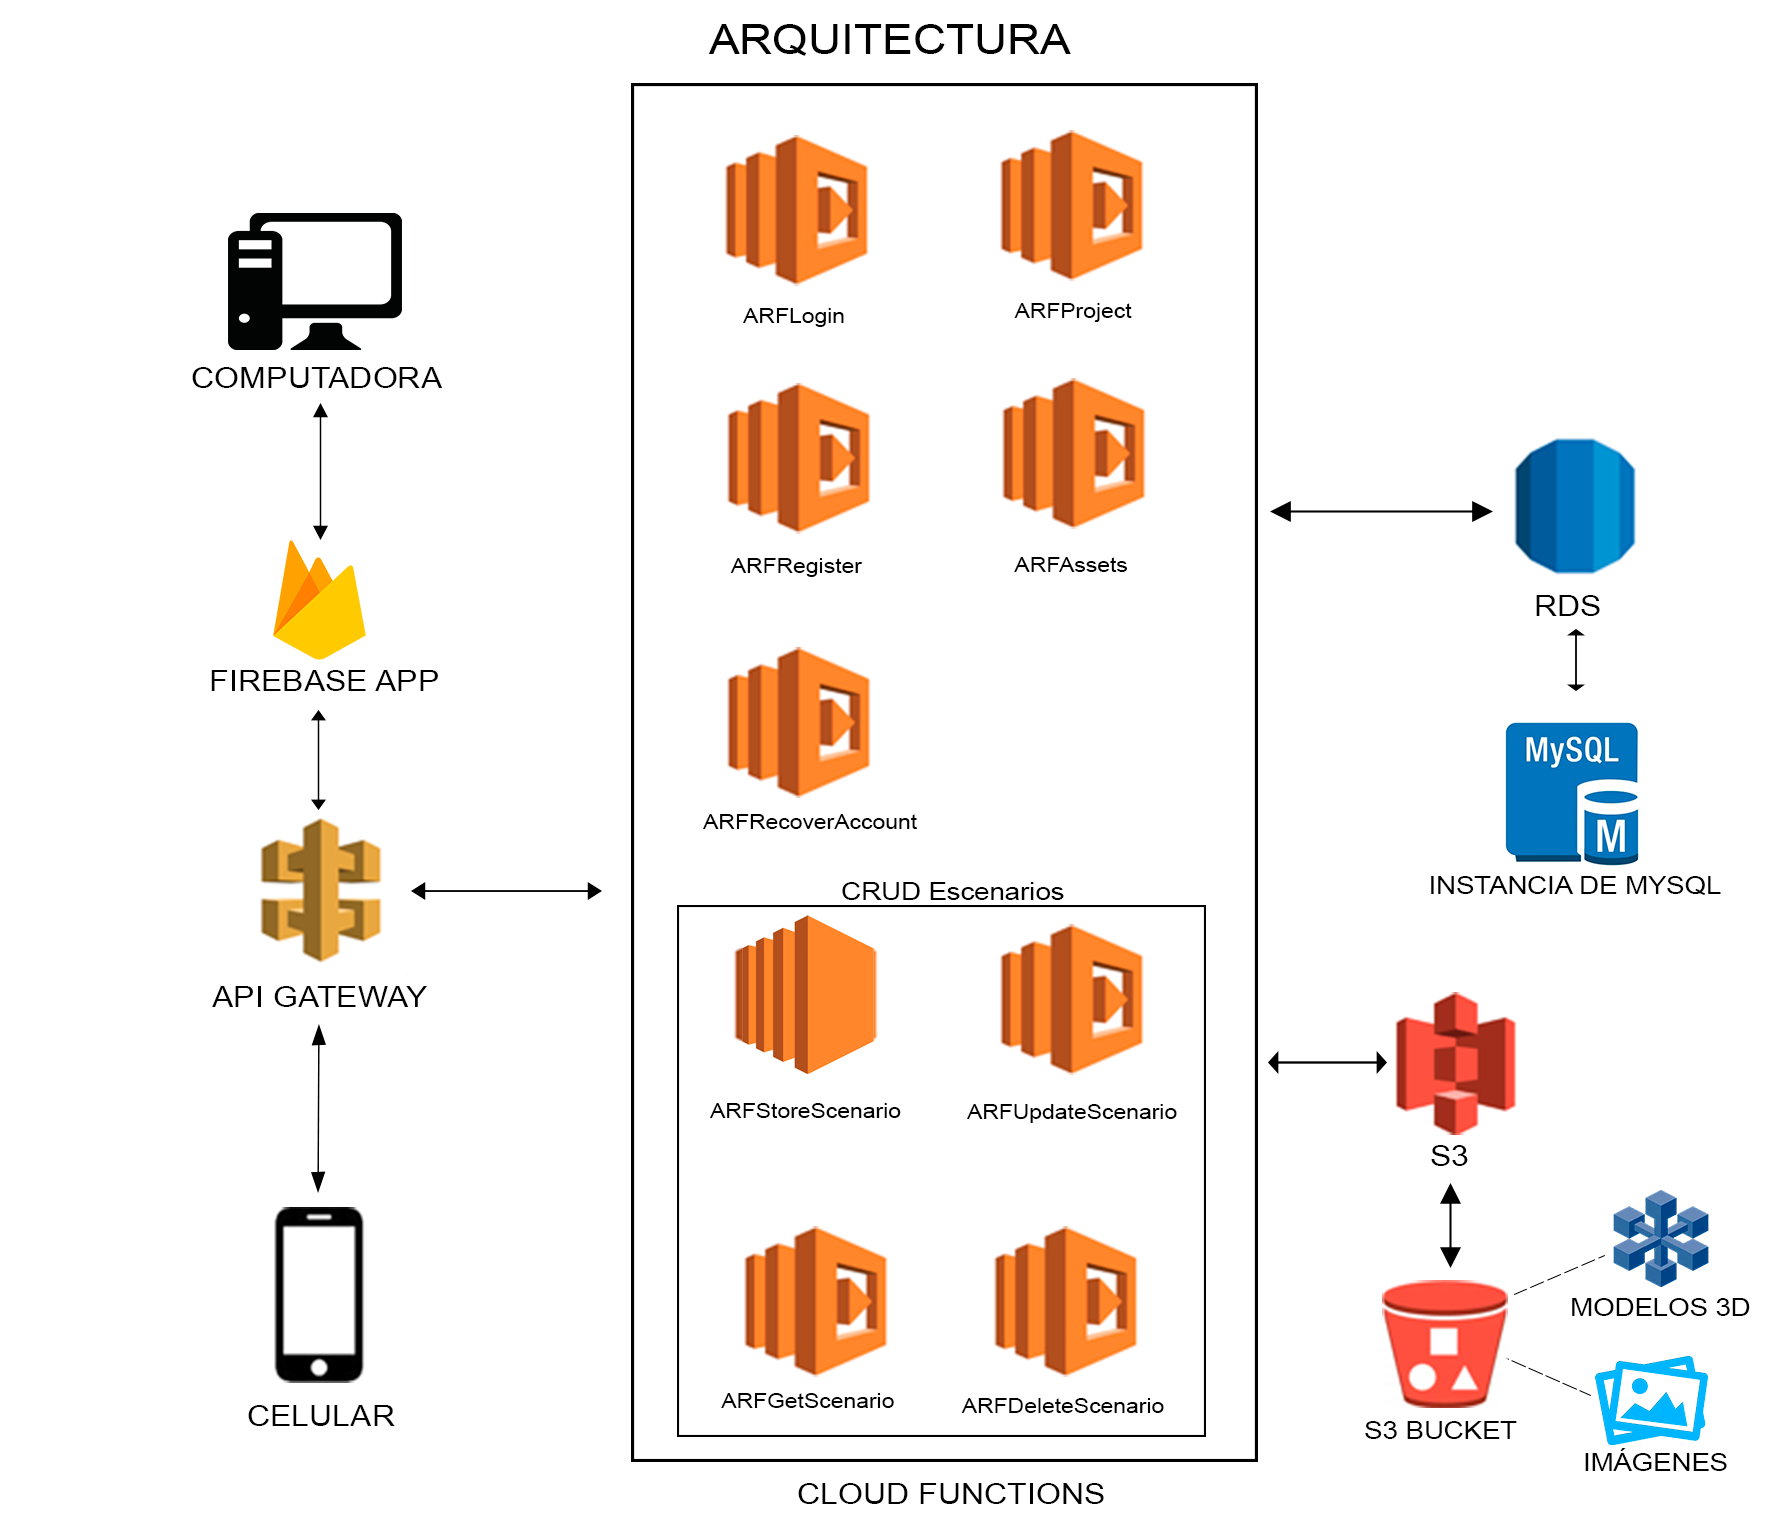 ARQUITECTURA
COMPUTADORA
FIREBASE APP
API GATEWAY
CELULAR
ARFLogin
ARFProject
ARFRegister
ARFAssets
ARFRecoverAccount
CRUD Escenarios
ARFStoreScenario
ARFUpdateScenario
ARFGetScenario
ARFDeleteScenario
CLOUD FUNCTIONS
RDS
MySQL
M
INSTANCIA DE MYSQL
S3
MODELOS 3D
S3 BUCKET
IMÁGENES